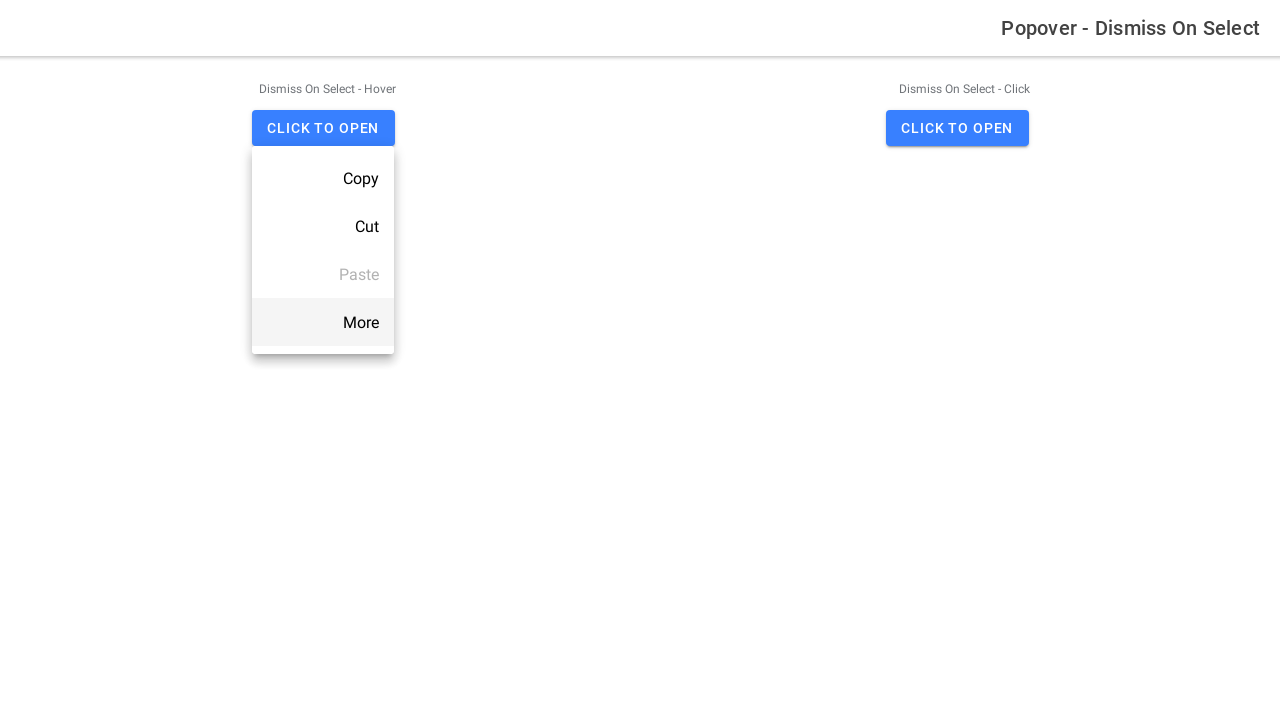 Popover - Dismiss On Select
Dismiss On Select - Hover
CLICK TO OPEN
Copy
Cut
Paste
More
Dismiss On Select - Click
CLICK TO OPEN